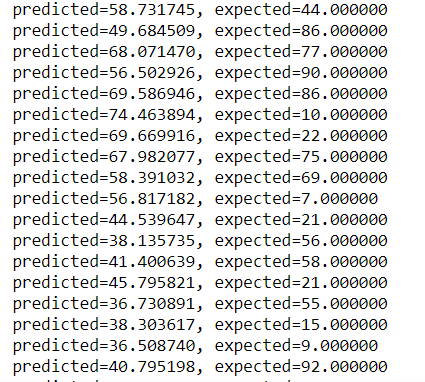 predicted=58.731745, expected=44.000000
predicted=49.684509, expected=86.000000
predicted=68.071470, expected=77.000000
predicted=56.502926, expected=90.000000
predicted=69.586946, expected=86.000000
predicted=74.463894, expected=10.000000
predicted=69.669916, expected=22.000000
predicted=67.982077, expected=75.000000
predicted=58.391032, expected=69.000000
predicted=56.817182, expected=7.000000
predicted=44.539647, expected=21.000000
predicted=38.135735, expected=56.000000
predicted=41.400639, expected=58.000000
predicted=45.795821, expected=21.000000
predicted=36.730891, expected=55.000000
predicted=38.303617, expected=15.000000
predicted=36.508740, expected=9.000000
predicted=40.795198, expected=92.000000